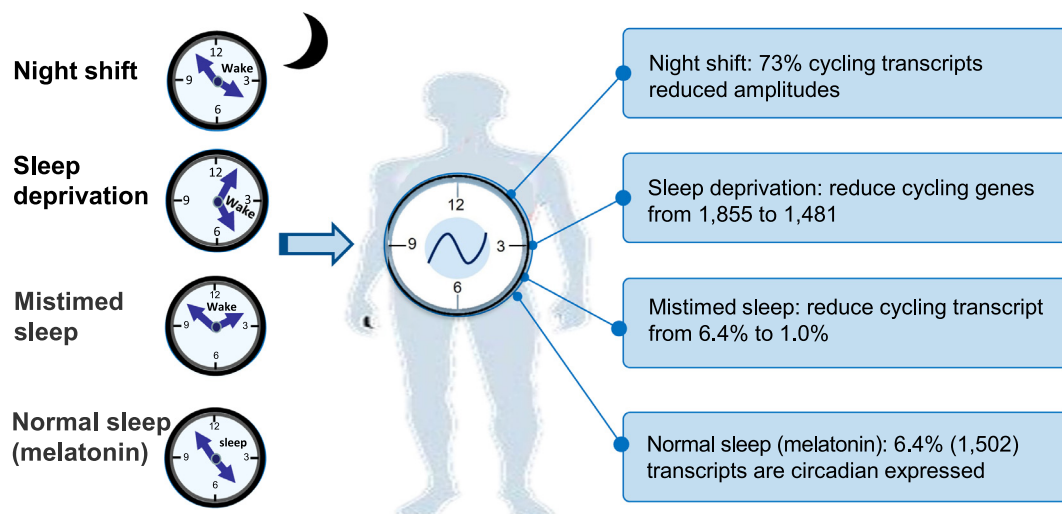 Night shift
12
Wake
9
3
6
Sleep
deprivation
12
9
3
Wake
6
Mistimed
sleep
12
Wake
9
3
6
Normal sleep
(melatonin)
12
sleep
9
3
6
12
9
3
6
Night shift: 73% cycling transcripts
reduced amplitudes
Sleep deprivation: reduce cycling genes
from 1,855 to 1,481
Mistimed sleep: reduce cycling transcript
from 6.4% to 1.0%
Normal sleep (melatonin): 6.4% (1,502)
transcripts are circadian expressed